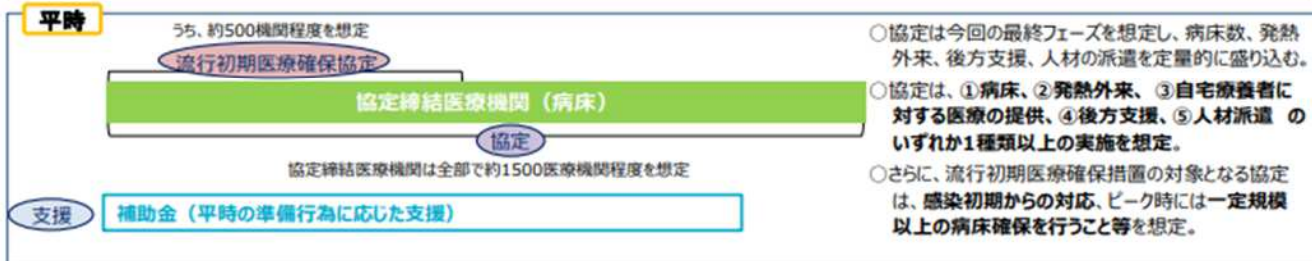 平時
うち、約500機関程度を想定
流行初期医療確保協定
協定締結医療機関（病床）
協定
協定締結医療機関は全部で約1500医療機関程度を想定
支援
補助金（平時の準備行為に応じた支援）
○協定は今回の最終フェーズを想定し、病床数、発熱
外来、後方支援、人材の派遣を定量的に盛り込む。
○協定は、①病床、②発熱外来、③自宅療養者に
対する医療の提供、④後方支援、⑤人材派遣 の
いずれか1種類以上の実施を想定。
○さらに、流行初期医療確保措置の対象となる協定
は、感染初期からの対応、ピーク時には一定規模
以上の病床確保を行うこと等を想定。